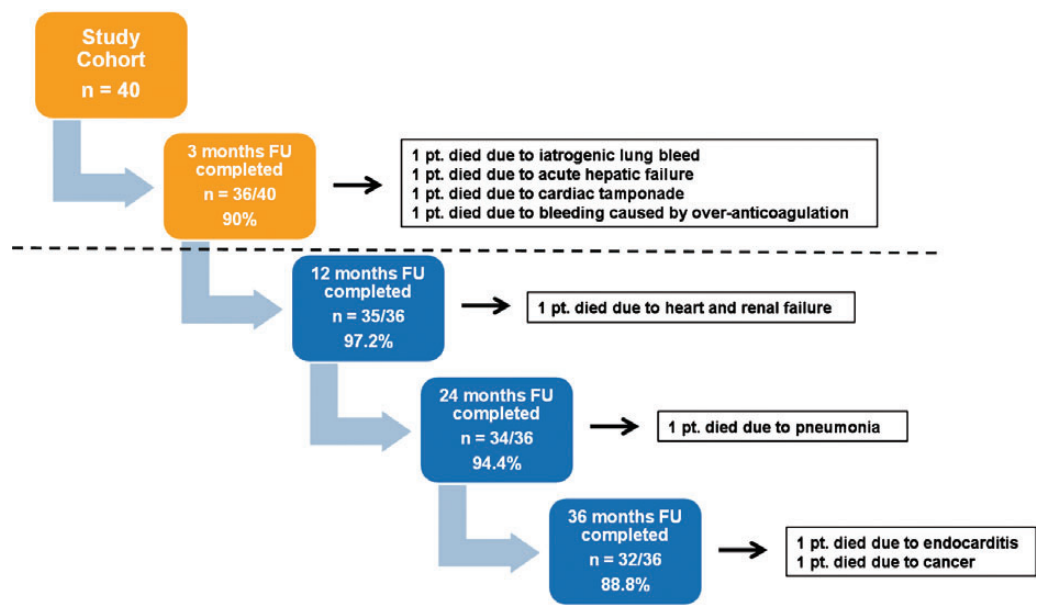 Study
Cohort
n = 40
3 months FU
completed
n = 36/40
90%
1 pt. died due to iatrogenic lung bleed
1 pt. died due to acute hepatic failure
1 pt. died due to cardiac tamponade
1 pt. died due to bleeding caused by over-anticoagulation
12 months FU
completed
n = 35/36
97.2%
1 pt. died due to heart and renal failure
24 months FU
completed
n = 34/36
94.4%
1 pt. died due to pneumonia
36 months FU
completed
n = 32/36
88.8%
1 pt. died due to endocarditis
1 pt. died due to cancer